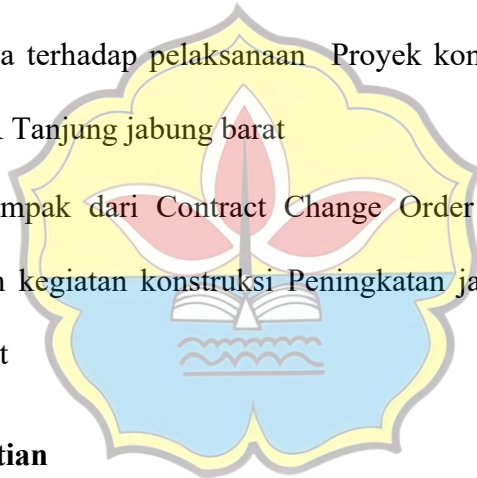 a terhadap pelaksanaan Proyek kon
Tanjung jabung barat
mpak dari Contract Change Order
kegiatan konstruksi Peningkatan ja
t
tian